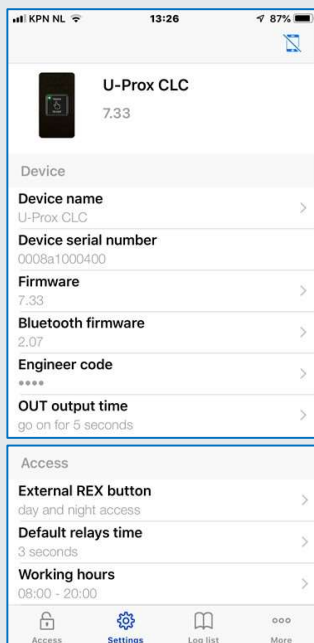 KPN NL 13:26 87%
U-Prox CLC
7.33
Device
Device name
U-Prox CLC
Device serial number
0008a1000400
Firmware
7.33
Bluetooth firmware
2.07
Engineer code
••••
OUT output time
go on for 5 seconds
Access
External REX button
day and night access
Default relays time
3 seconds
Working hours
08:00 - 20:00
Access Settings Log list More